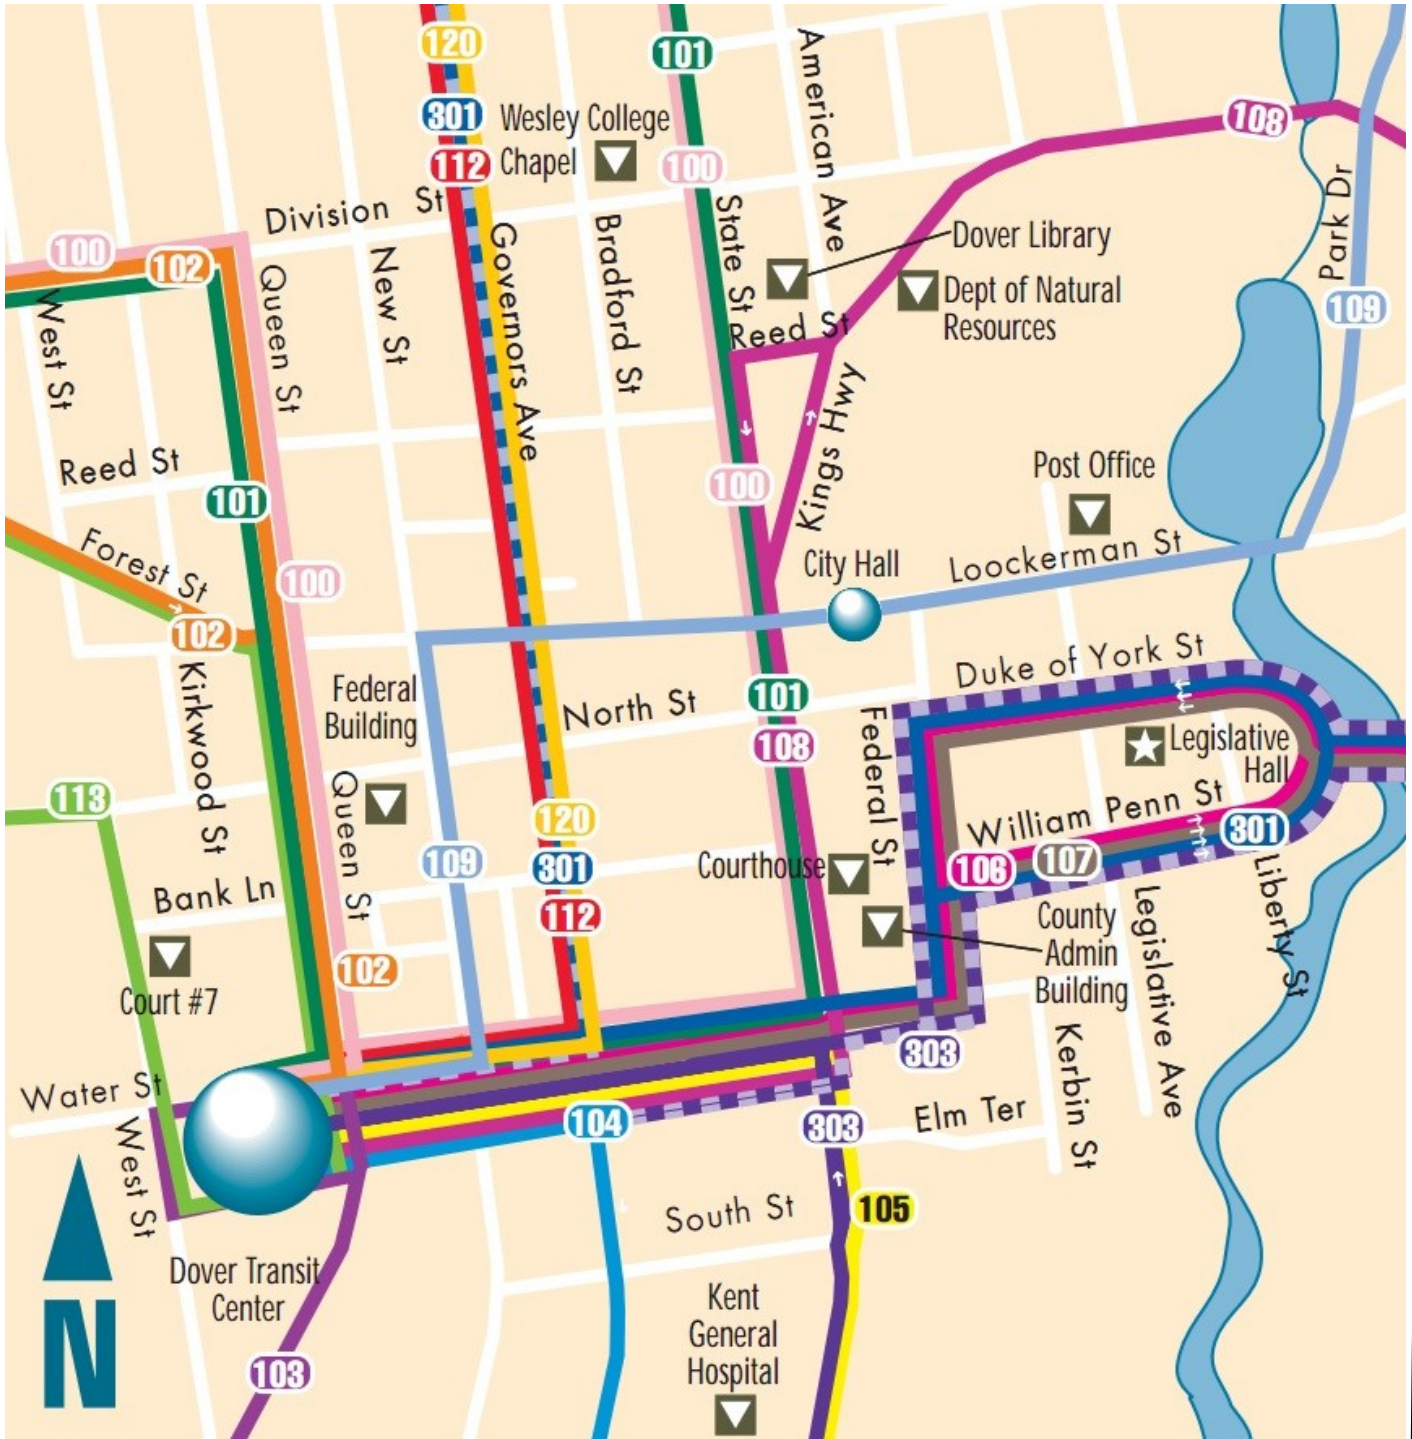 120
101
American Ave
301
Wesley College
Chapel
112
100
108
Division St
State St
Park Dr
Governors Ave
Bradford St
New St
Queen St
100
102
Dover Library
Dept of Natural
Resources
West St
109
Reed St
Kings Hwy
Reed St
101
100
Post Office
Forest St
100
City Hall
Loockerman St
102
Kirkwood St
Federal
Building
North St
101
Duke of York St
108
Federal St
Legislative
Hall
113
Queen St
120
William Penn St
301
109
301
Courthouse
106
107
Bank Ln
112
Liberty St
County
Admin
Building
Legislative Ave
102
Court #7
303
Kerbin St
Water St
West St
104
303
Elm Ter
105
South St
Dover Transit
Center
Kent
General
Hospital
103
N